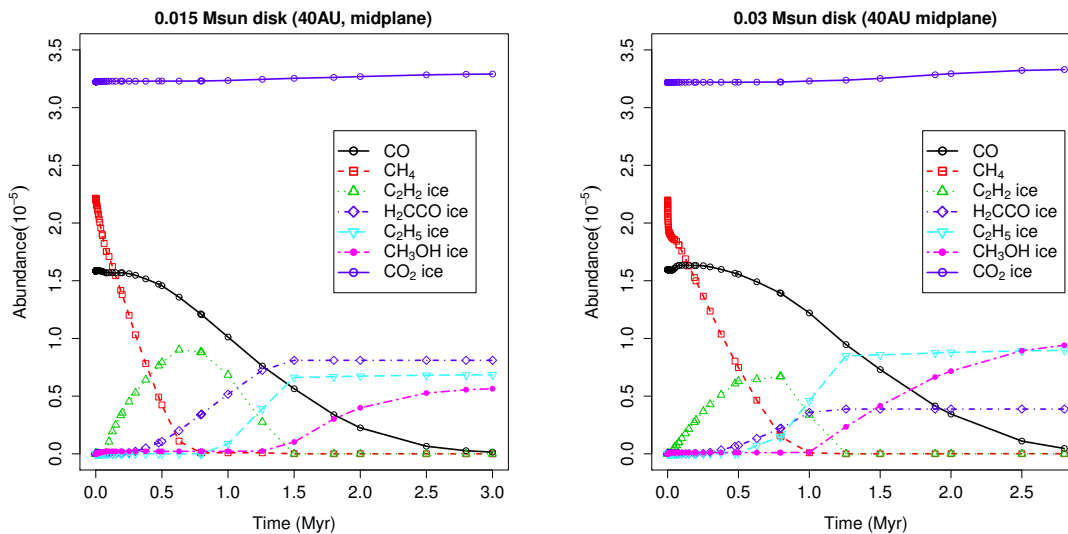 0.015 Msun disk (40AU, midplane)
3.5
3.0
2.5
2.0
1.5
1.0
0.5
0.0
Abundance(10⁻⁵)
CO
CH₄
C₂H₂ ice
H₂CCO ice
C₂H₅ ice
CH₃OH ice
CO₂ ice
0.0 0.5 1.0 1.5 2.0 2.5 3.0
Time (Myr)
0.03 Msun disk (40AU midplane)
3.5
3.0
2.5
2.0
1.5
1.0
0.5
0.0
Abundance(10⁻⁵)
CO
CH₄
C₂H₂ ice
H₂CCO ice
C₂H₅ ice
CH₃OH ice
CO₂ ice
0.0 0.5 1.0 1.5 2.0 2.5
Time (Myr)